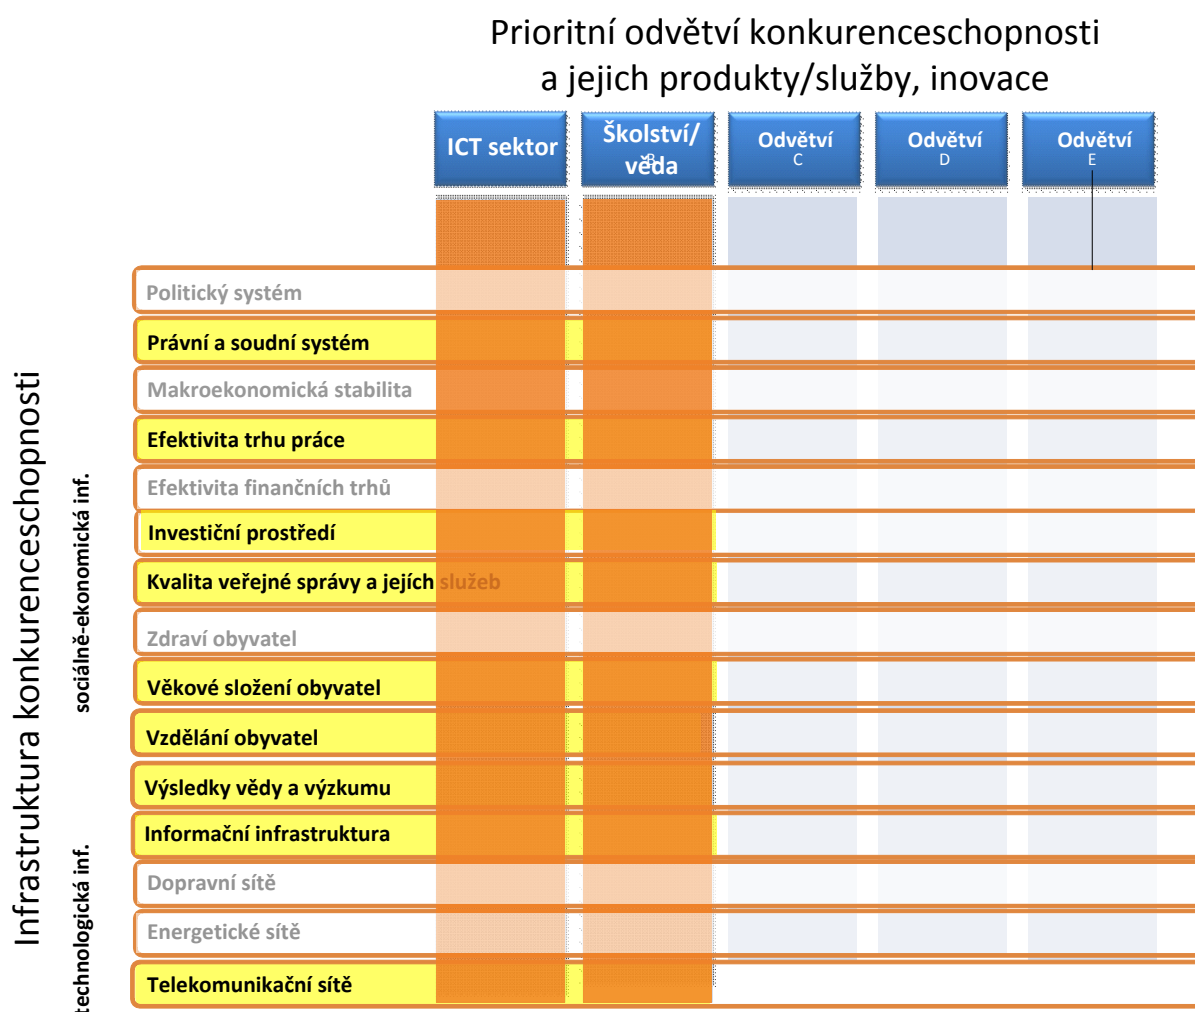 Prioritní odvětví konkurenceschopnosti
a jejich produkty/služby, inovace
ICT sektor
Školství/
B
věda
Odvětví
C
Odvětví
D
Odvětví
E
Infrastruktura konkurenceschopnosti
sociálně-ekonomická inf.
technologická inf.
Politický systém
Právní a soudní systém
Makroekonomická stabilita
Efektivita trhu práce
Efektivita finančních trhů
Investiční prostředí
Kvalita veřejné správy a jejích služeb
Zdraví obyvatel
Věkové složení obyvatel
Vzdělání obyvatel
Výsledky vědy a výzkumu
Informační infrastruktura
Dopravní sítě
Energetické sítě
Telekomunikační sítě